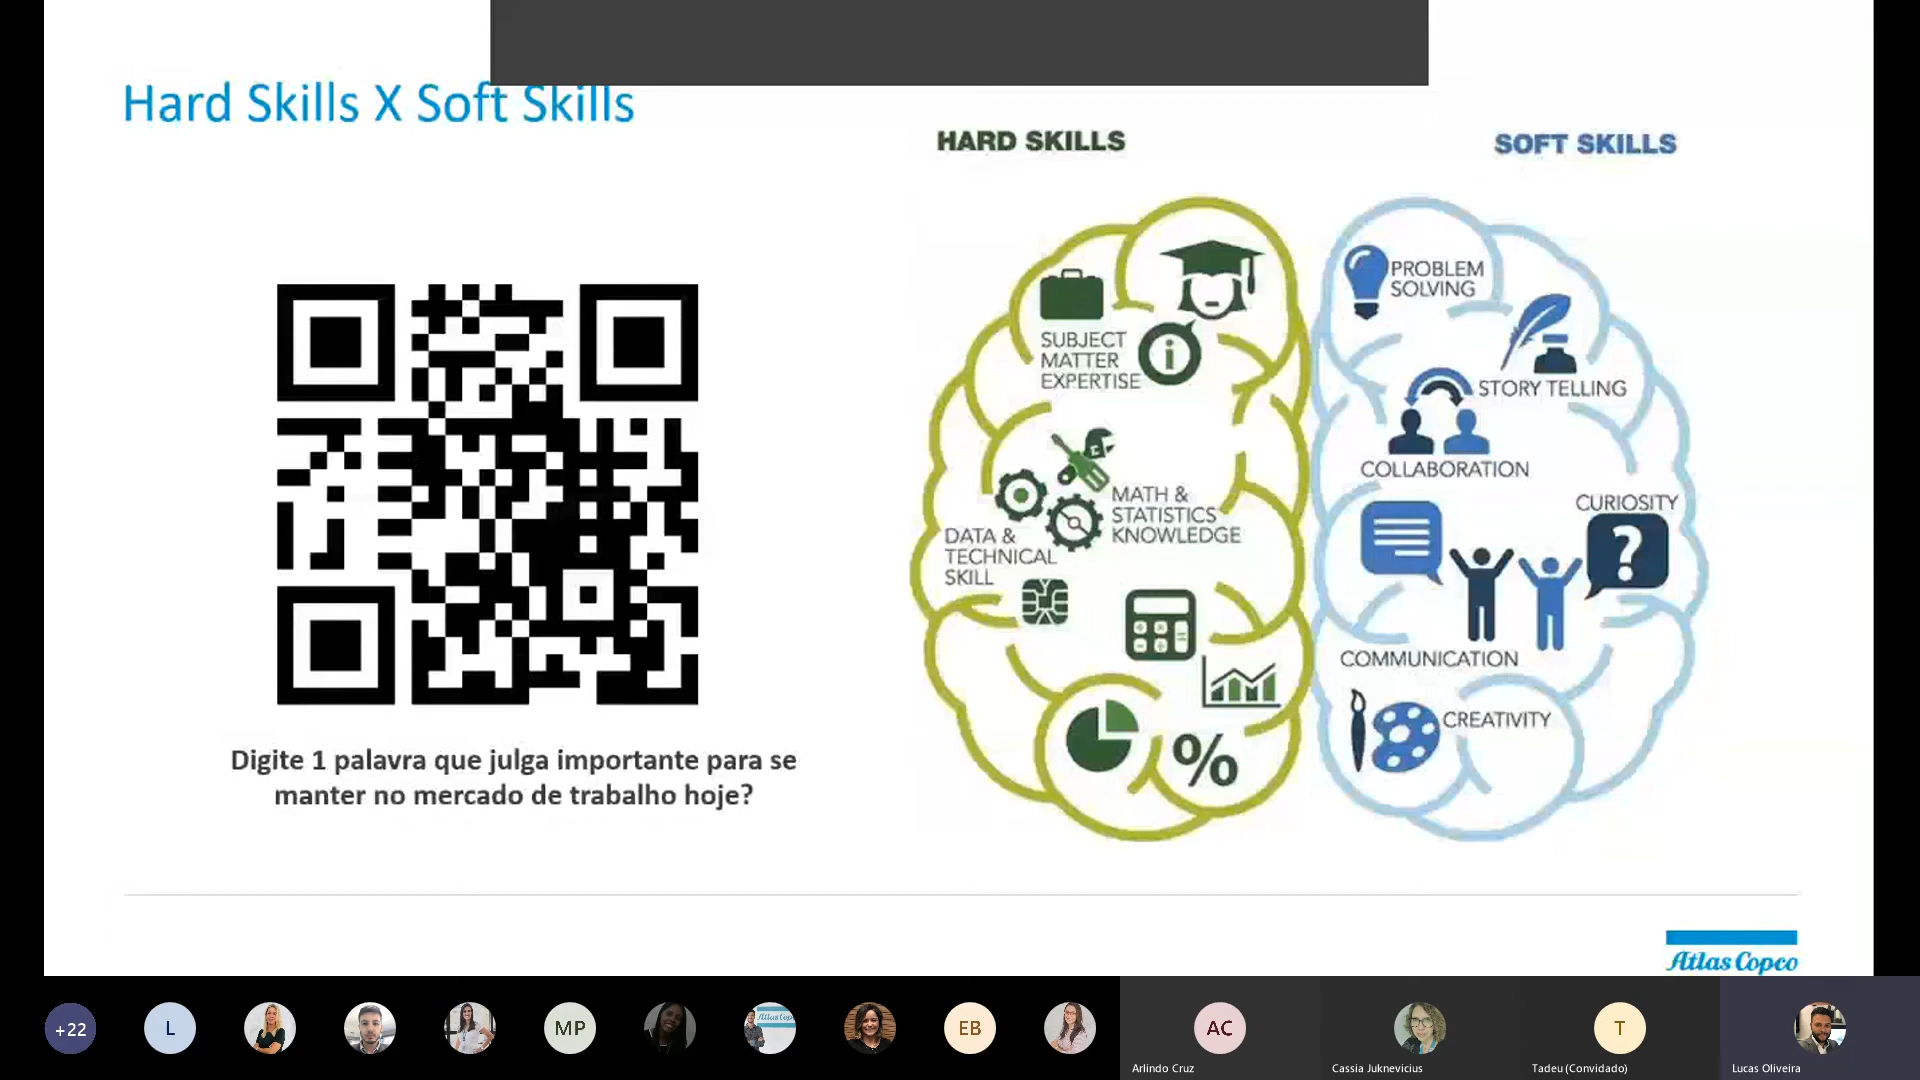 Hard Skills X Soft Skills
HARD SKILLS
SOFT SKILLS
SUBJECT
MATTER
EXPERTISE
i
MATH &
STATISTICS
KNOWLEDGE
DATA &
TECHNICAL
SKILL
%
PROBLEM
SOLVING
STORY TELLING
COLLABORATION
CURIOSITY
?
COMMUNICATION
CREATIVITY
Digite 1 palavra que julga importante para se
manter no mercado de trabalho hoje?
Atlas Copco
+22
L
MP
Atlas Cop
EB
AC
T
Arlindo Cruz
Cassia Juknevicius
Tadeu (Convidado)
Lucas Oliveira